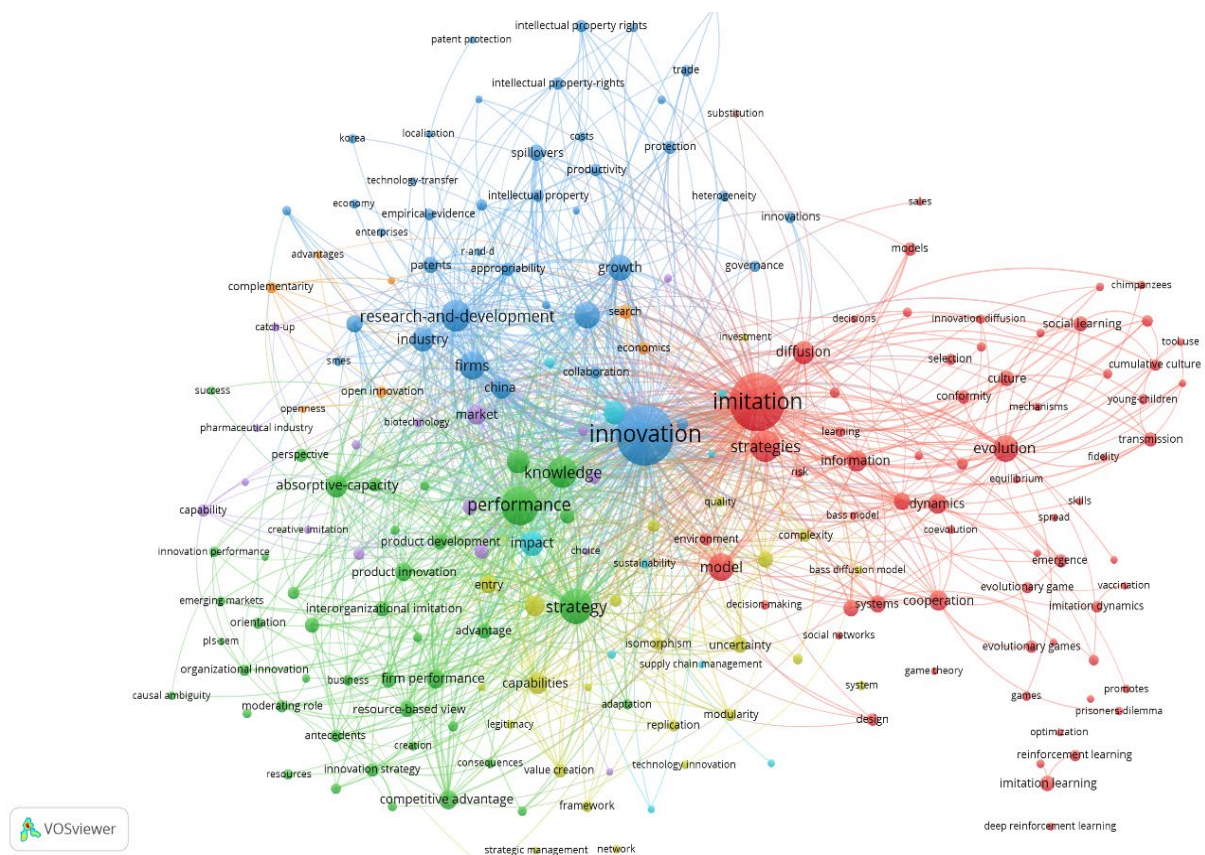 intellectual property rights
patent protection
trade
intellectual property-rights
substitution
korea
localization
costs
spillovers
protection
productivity
technology-transfer
intellectual property
heterogeneity
economy
empirical evidence
innovations
sales
enterprises
models
r-and-d
advantages
patents
appropriability
growth
governance
complementarity
chimpanzees
research-and-development
search
decisions
innovation diffusion
social learning
catch-up
industry
investment
tool use
smes
firms
economics
diffusion
selection
cumulative culture
collaboration
success
open innovation
china
culture
young-children
imitation
conformity
openness
market
mechanisms
pharmaceutical industry
biotechnology
innovation
learning
transmission
strategies
evolution
perspective
fidelity
knowledge
information
absorptive-capacity
risk
equilibrium
performance
quality
dynamics
skills
capability
bass model
spread
creative imitation
coevolution
environment
complexity
product development
impact
choice
innovation performance
sustainability
emergence
product innovation
model
bass diffusion model
entry
evolutionary game
vaccination
emerging markets
interorganizational imitation
strategy
decision-making
systems
cooperation
imitation dynamics
orientation
advantage
social networks
pls-sem
isomorphism
uncertainty
evolutionary games
supply chain management
game theory
organizational innovation
business
firm performance
capabilities
system
causal ambiguity
promotes
moderating role
resource-based view
adaptation
games
modularity
prisoners-dilemma
legitimacy
replication
design
antecedents
optimization
creation
resources
innovation strategy
consequences
value creation
technology innovation
reinforcement learning
imitation learning
competitive advantage
framework
VOSviewer
deep reinforcement learning
strategic management
network